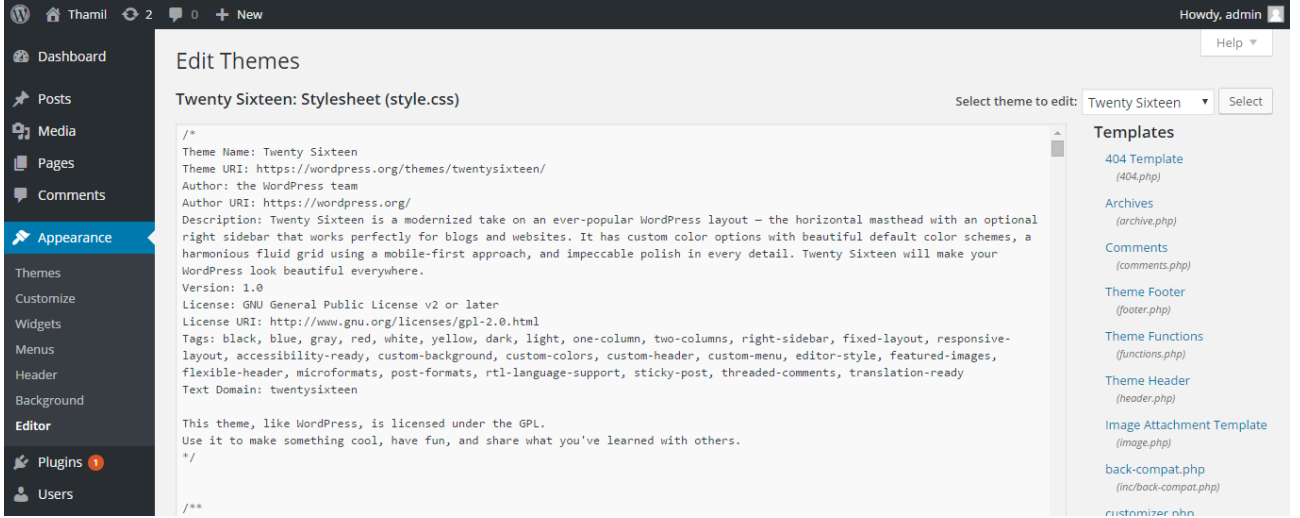 Thamil 2 0 + New Howdy, admin
Dashboard
Posts
Media
Pages
Comments
Appearance
Themes
Customize
Widgets
Menus
Header
Background
Editor
Plugins 1
Users
Help
Edit Themes
Twenty Sixteen: Stylesheet (style.css)
Select theme to edit: Twenty Sixteen Select
/*
Theme Name: Twenty Sixteen
Theme URI: https://wordpress.org/themes/twentysixteen/
Author: the WordPress team
Author URI: https://wordpress.org/
Description: Twenty Sixteen is a modernized take on an ever-popular WordPress layout — the horizontal masthead with an optional
right sidebar that works perfectly for blogs and websites. It has custom color options with beautiful default color schemes, a
harmonious fluid grid using a mobile-first approach, and impeccable polish in every detail. Twenty Sixteen will make your
WordPress look beautiful everywhere.
Version: 1.0
License: GNU General Public License v2 or later
License URI: http://www.gnu.org/licenses/gpl-2.0.html
Tags: black, blue, gray, red, white, yellow, dark, light, one-column, two-columns, right-sidebar, fixed-layout, responsive-
layout, accessibility-ready, custom-background, custom-colors, custom-header, custom-menu, editor-style, featured-images,
flexible-header, microformats, post-formats, rtl-language-support, sticky-post, threaded-comments, translation-ready
Text Domain: twentysixteen
This theme, like WordPress, is licensed under the GPL.
Use it to make something cool, have fun, and share what you've learned with others.
*/
/**
Templates
404 Template
(404.php)
Archives
(archive.php)
Comments
(comments.php)
Theme Footer
(footer.php)
Theme Functions
(functions.php)
Theme Header
(header.php)
Image Attachment Template
(image.php)
back-compat.php
(inc/back-compat.php)
customizer.php